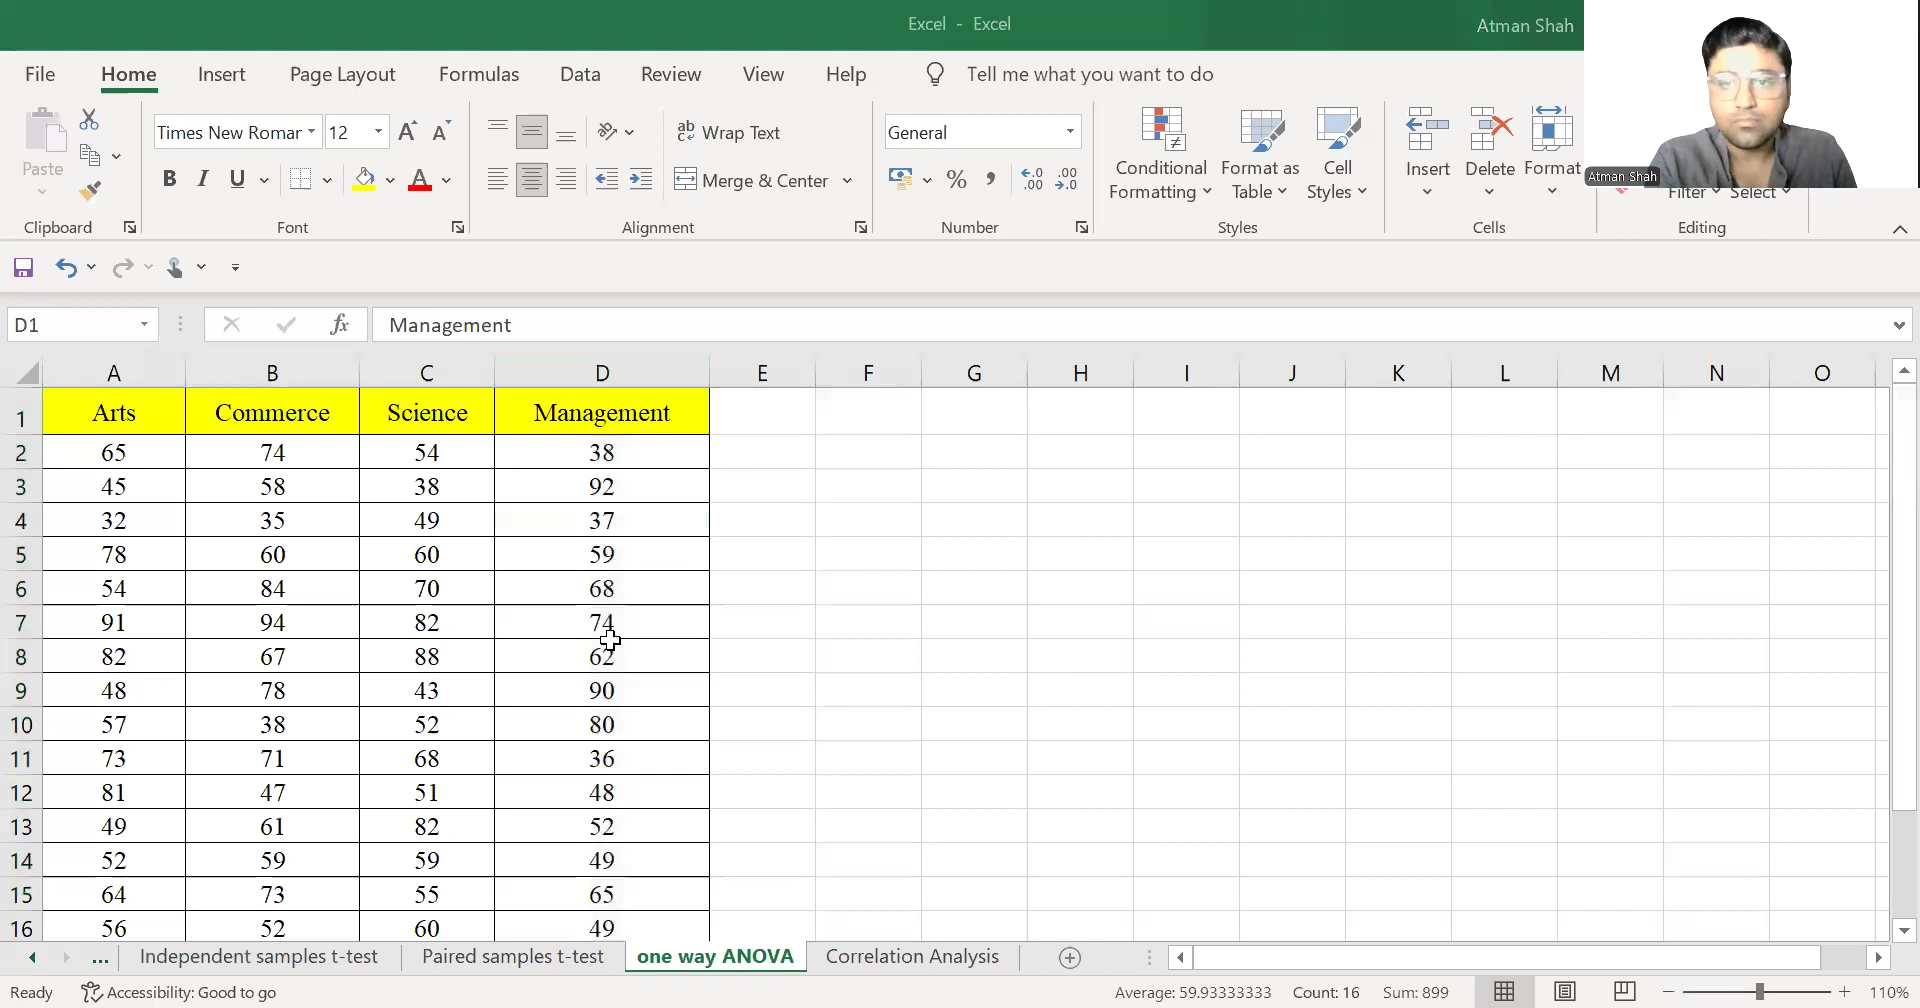 Excel - Excel
Atman Shah
File Home Insert Page Layout Formulas Data Review View Help Tell me what you want to do
Paste
Times New Roman 12
Wrap Text
General
Merge & Center
Conditional Formatting
Format as Table
Cell Styles
Insert
Delete
Format
Filter
Select
Atman Shah
Clipboard Font Alignment Number Styles Cells Editing
D1 fx Management
A B C D E F G H I J K L M N O
1 Arts Commerce Science Management
2 65 74 54 38
3 45 58 38 92
4 32 35 49 37
5 78 60 60 59
6 54 84 70 68
7 91 94 82 74
8 82 67 88 62
9 48 78 43 90
10 57 38 52 80
11 73 71 68 36
12 81 47 51 48
13 49 61 82 52
14 52 59 59 49
15 64 73 55 65
16 56 52 60 49
... Independent samples t-test Paired samples t-test one way ANOVA Correlation Analysis
Ready Accessibility: Good to go Average: 59.93333333 Count: 16 Sum: 899 110%